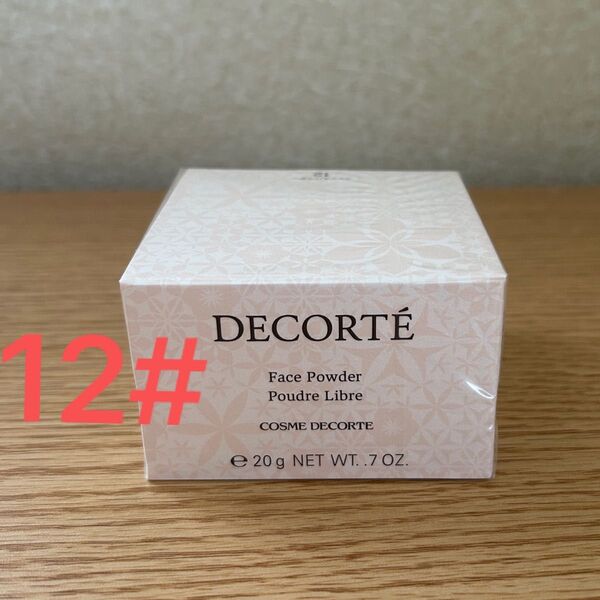 DECORTÉ
Face Powder
Poudre Libre
COSME DECORTE
℮ 20 g NET WT. .7 OZ.
12#